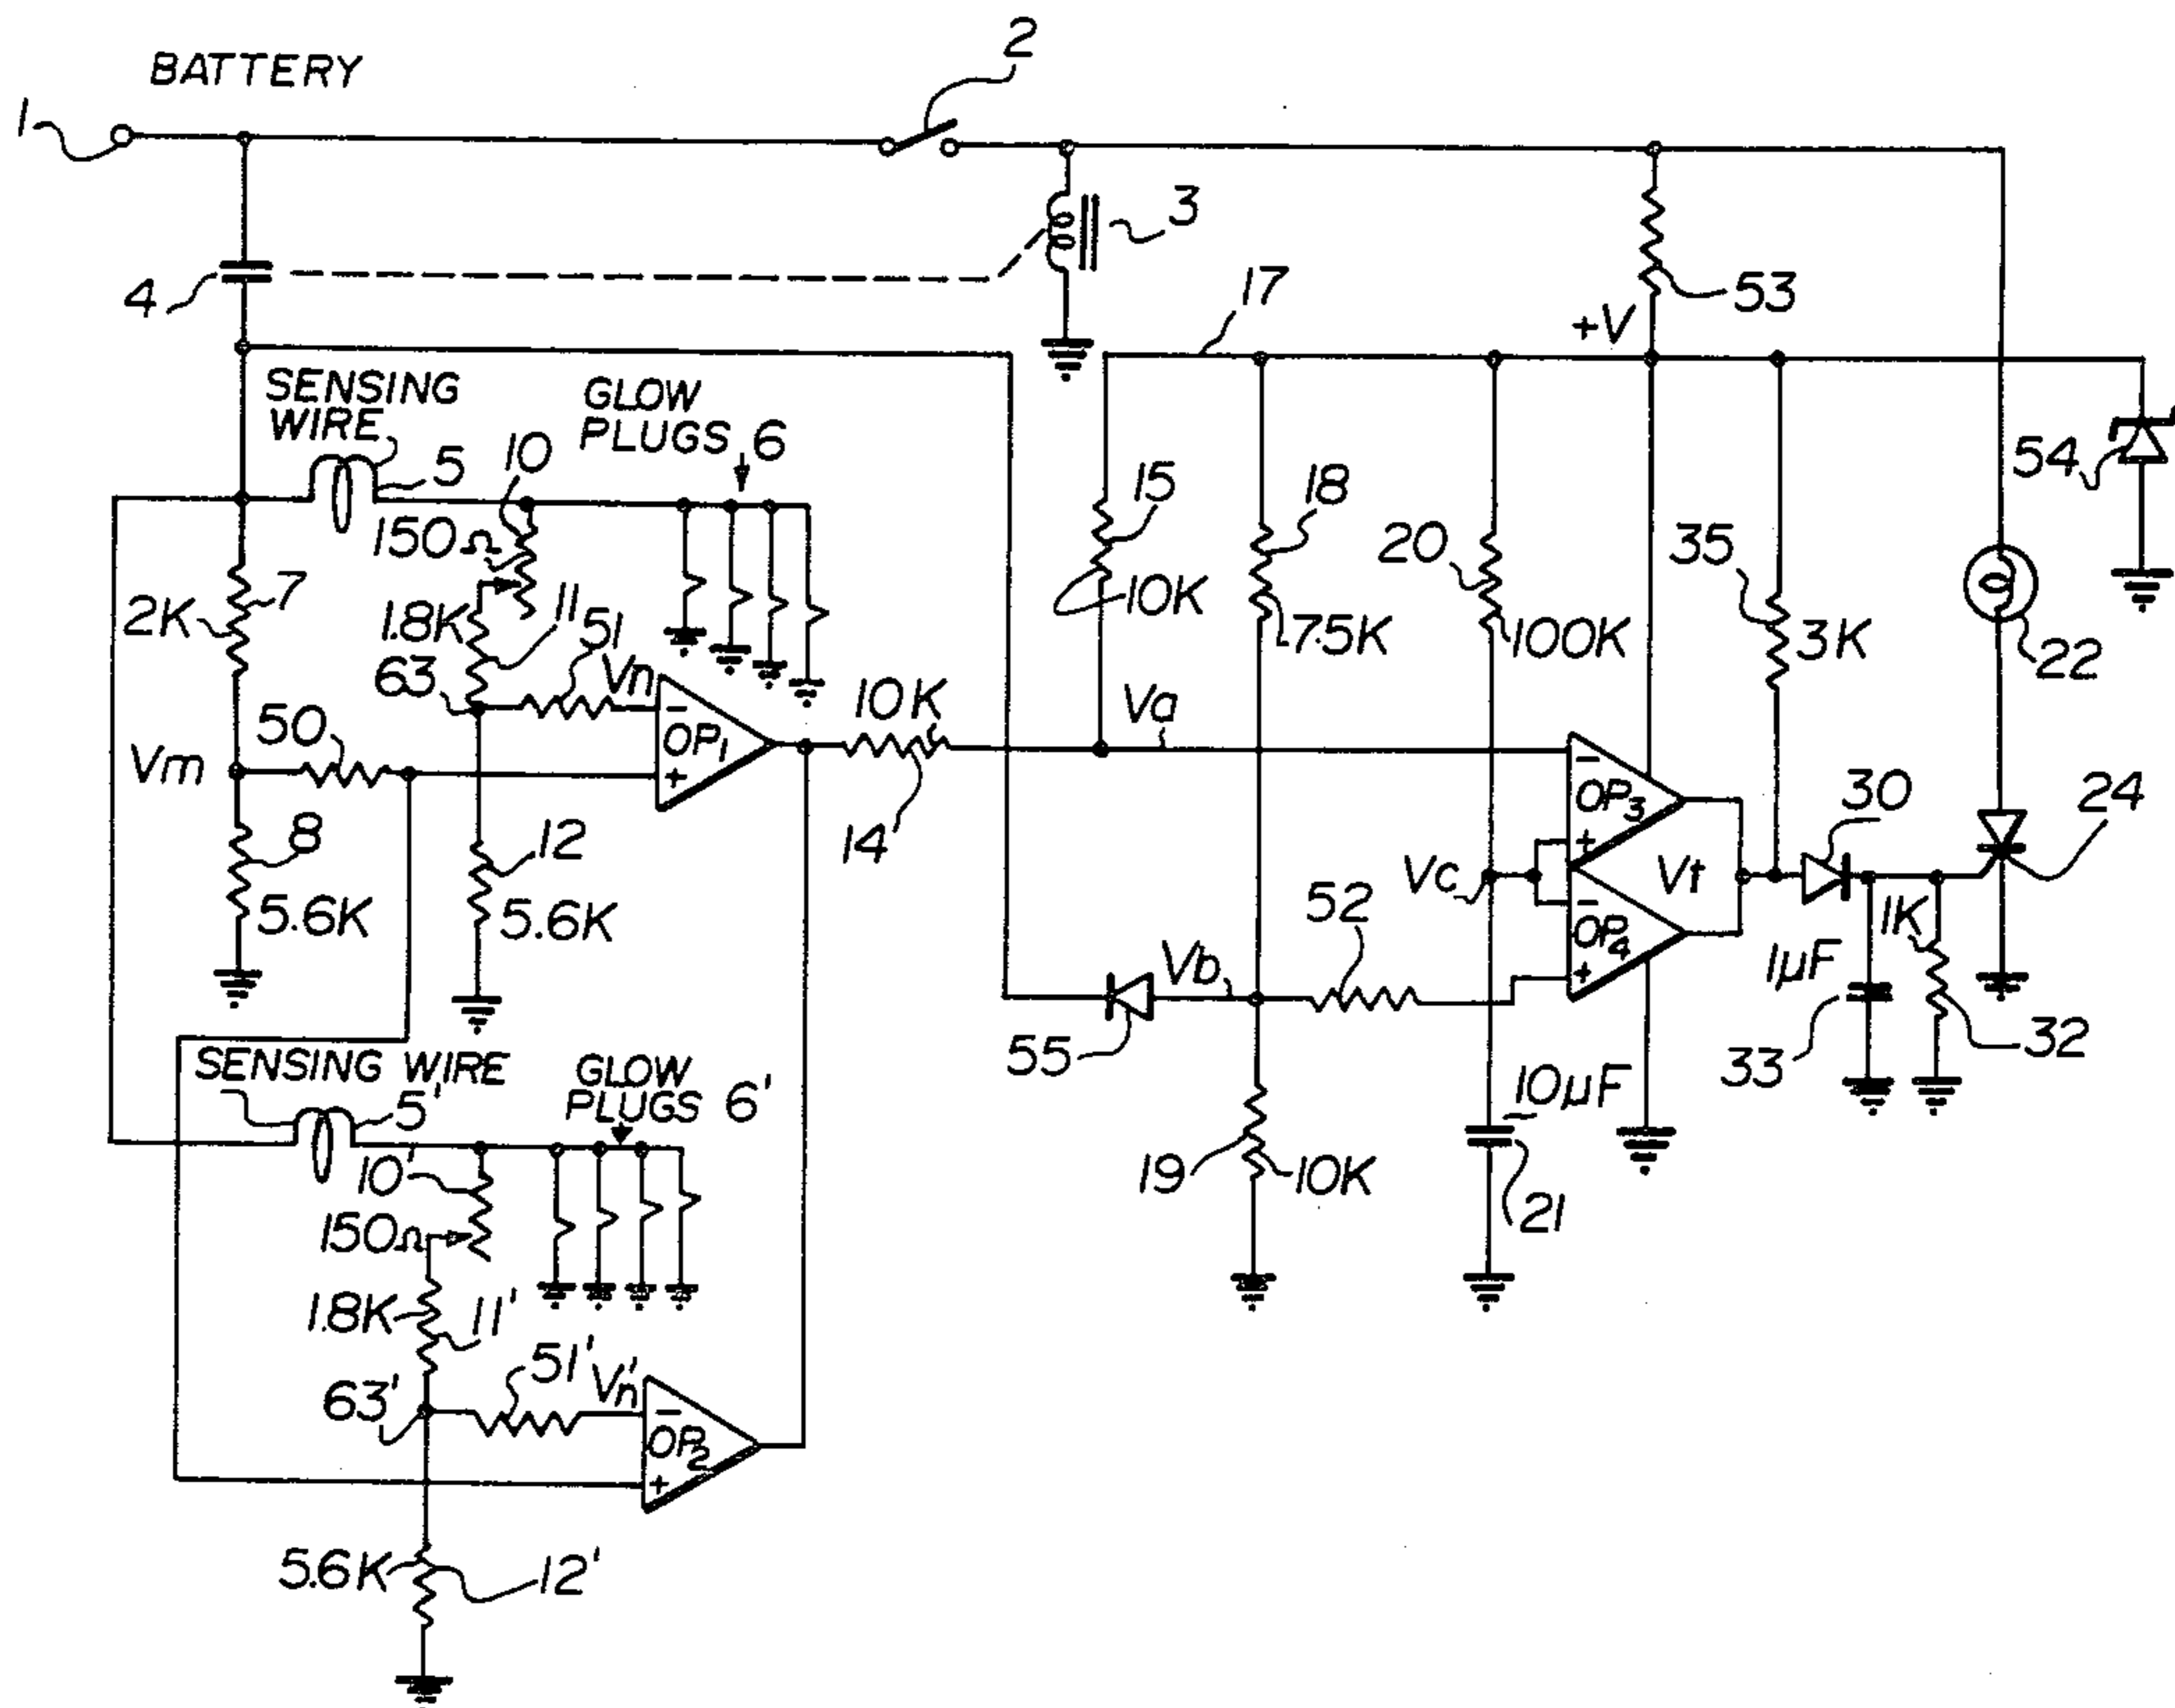 BATTERY
1
2
3
4
17
+V
53
SENSING
WIRE
5
10
GLOW
PLUGS 6
150Ω
1.8K
11
51
63
Vn
7
2K
50
Vm
8
5.6K
12
5.6K
-
OP1
+
10K
14
15
10K
18
7.5K
20
100K
35
3K
54
22
Va
-
OP3
+
Vc
-
OP4
+
Vt
30
24
52
Vb
55
1µF
1K
33
32
10µF
19
10K
21
SENSING WIRE
5'
GLOW
PLUGS 6'
10'
150Ω
1.8K
11'
51'
V'n
63'
-
OP2
+
5.6K
12'